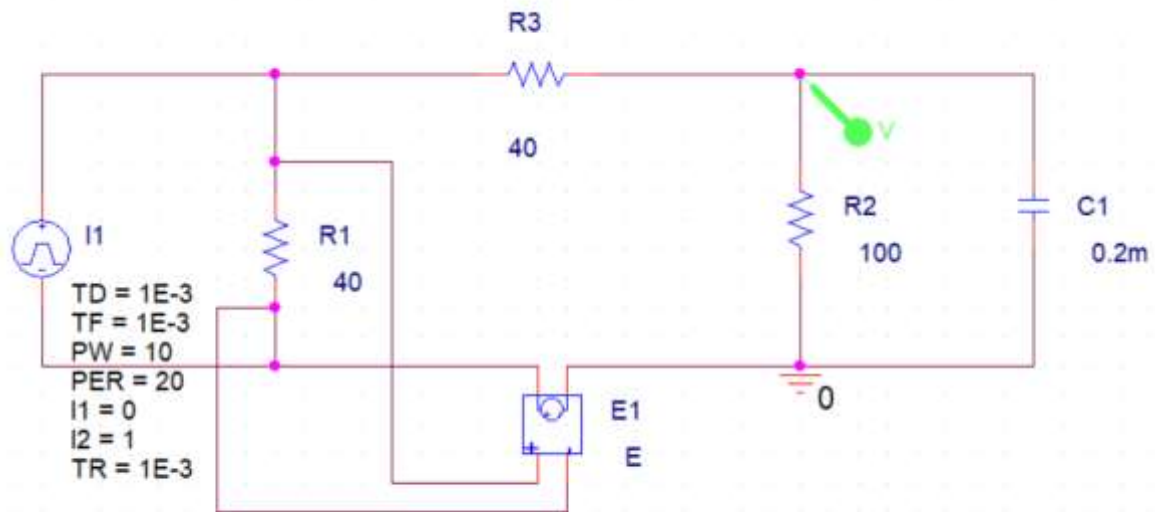 R3
40
V
I1
R1
40
R2
100
C1
0.2m
TD = 1E-3
TF = 1E-3
PW = 10
PER = 20
I1 = 0
I2 = 1
TR = 1E-3
0
E1
E